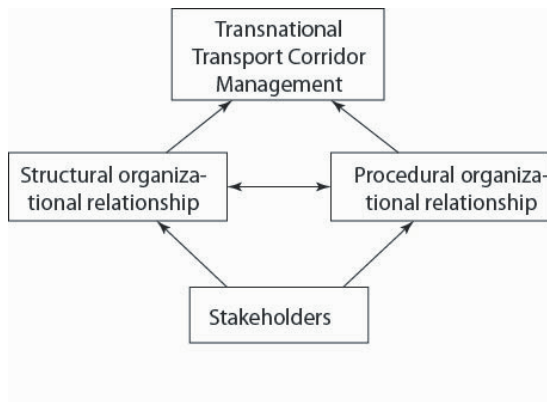 Transnational
Transport Corridor
Management
Structural organiza-
tional relationship
Procedural organiza-
tional relationship
Stakeholders